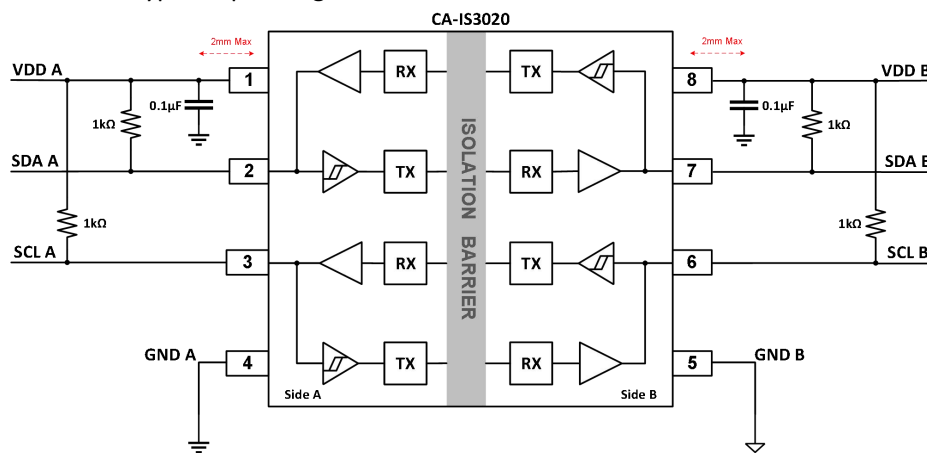 CA-IS3020
2mm Max
2mm Max
VDD A
1
RX
TX
8
VDD B
0.1µF
0.1µF
1kΩ
1kΩ
SDA A
2
TX
RX
7
SDA B
ISOLATION BARRIER
1kΩ
1kΩ
SCL A
3
RX
TX
6
SCL B
GND A
4
TX
RX
5
GND B
Side A
Side B